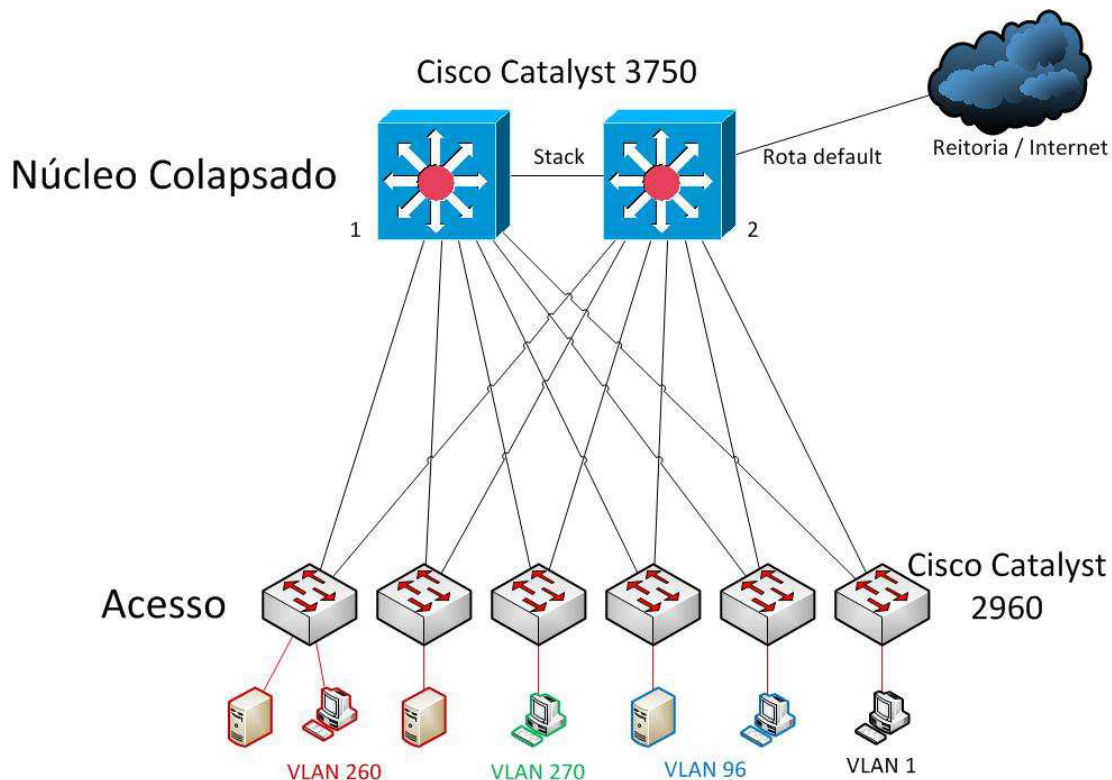 Cisco Catalyst 3750
Núcleo Colapsado
Stack
Rota default
Reitoria / Internet
1
2
Acesso
Cisco Catalyst
2960
VLAN 260
VLAN 270
VLAN 96
VLAN 1